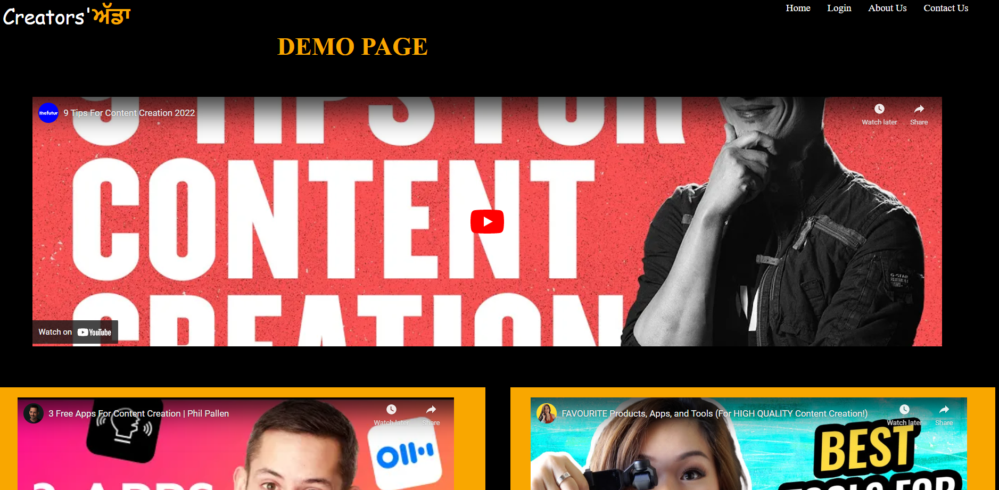 Creators'ਅੱਡਾ
Home Login About Us Contact Us
DEMO PAGE
thefutur 9 Tips For Content Creation 2022
Watch later Share
9 TIPS FOR
CONTENT
CREATION
G-STAR
Watch on YouTube
3 Free Apps For Content Creation | Phil Pallen
Watch later Share
3 APPS
FAVOURITE Products, Apps, and Tools (For HIGH QUALITY Content Creation!)
Watch later Share
BEST
TOOLS FOR